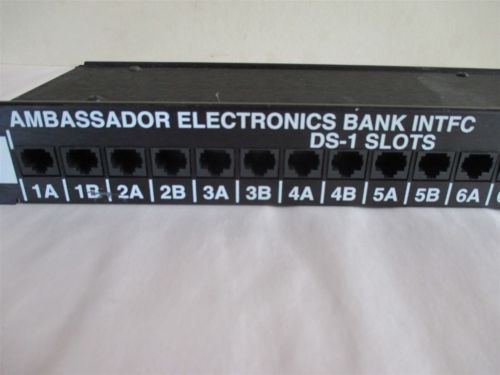 AMBASSADOR ELECTRONICS BANK INTFC
DS-1 SLOTS
1A 1B 2A 2B 3A 3B 4A 4B 5A 5B 6A